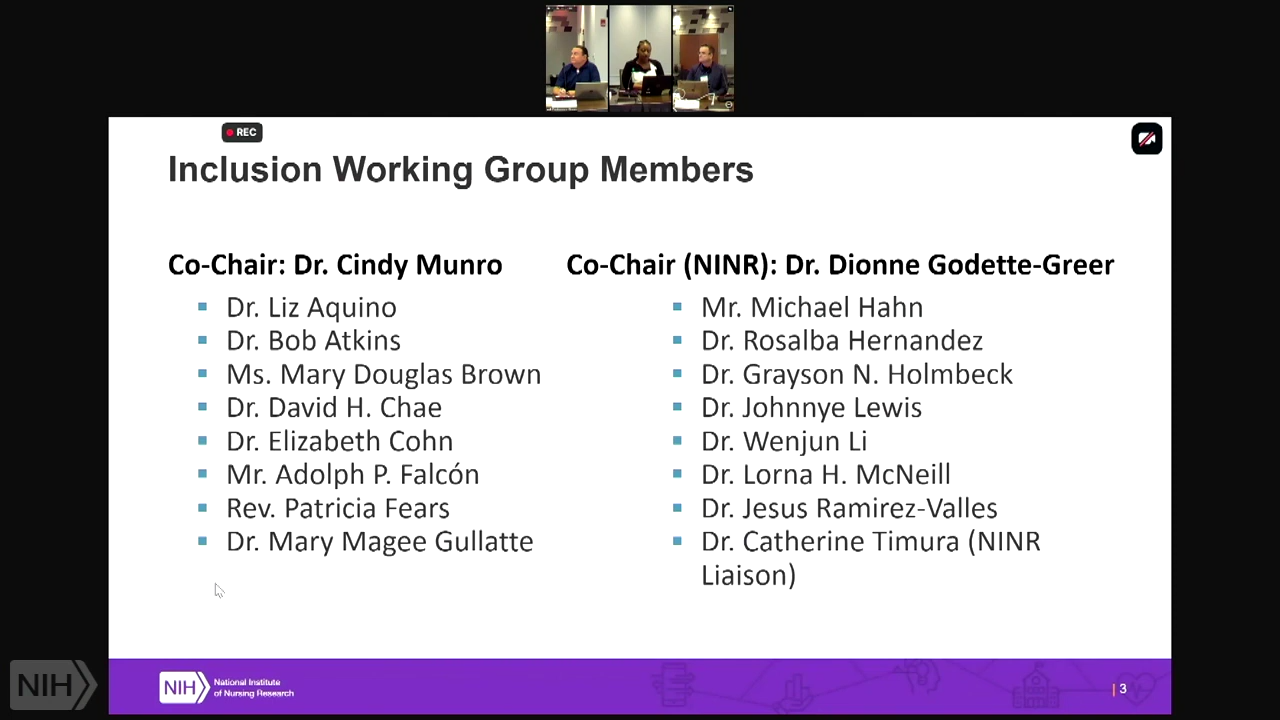 REC
Inclusion Working Group Members
Co-Chair: Dr. Cindy Munro
Dr. Liz Aquino
Dr. Bob Atkins
Ms. Mary Douglas Brown
Dr. David H. Chae
Dr. Elizabeth Cohn
Mr. Adolph P. Falcón
Rev. Patricia Fears
Dr. Mary Magee Gullatte
Co-Chair (NINR): Dr. Dionne Godette-Greer
Mr. Michael Hahn
Dr. Rosalba Hernandez
Dr. Grayson N. Holmbeck
Dr. Johnnye Lewis
Dr. Wenjun Li
Dr. Lorna H. McNeill
Dr. Jesus Ramirez-Valles
Dr. Catherine Timura (NINR
Liaison)
NIH
NIH
National Institute
of Nursing Research
| 3